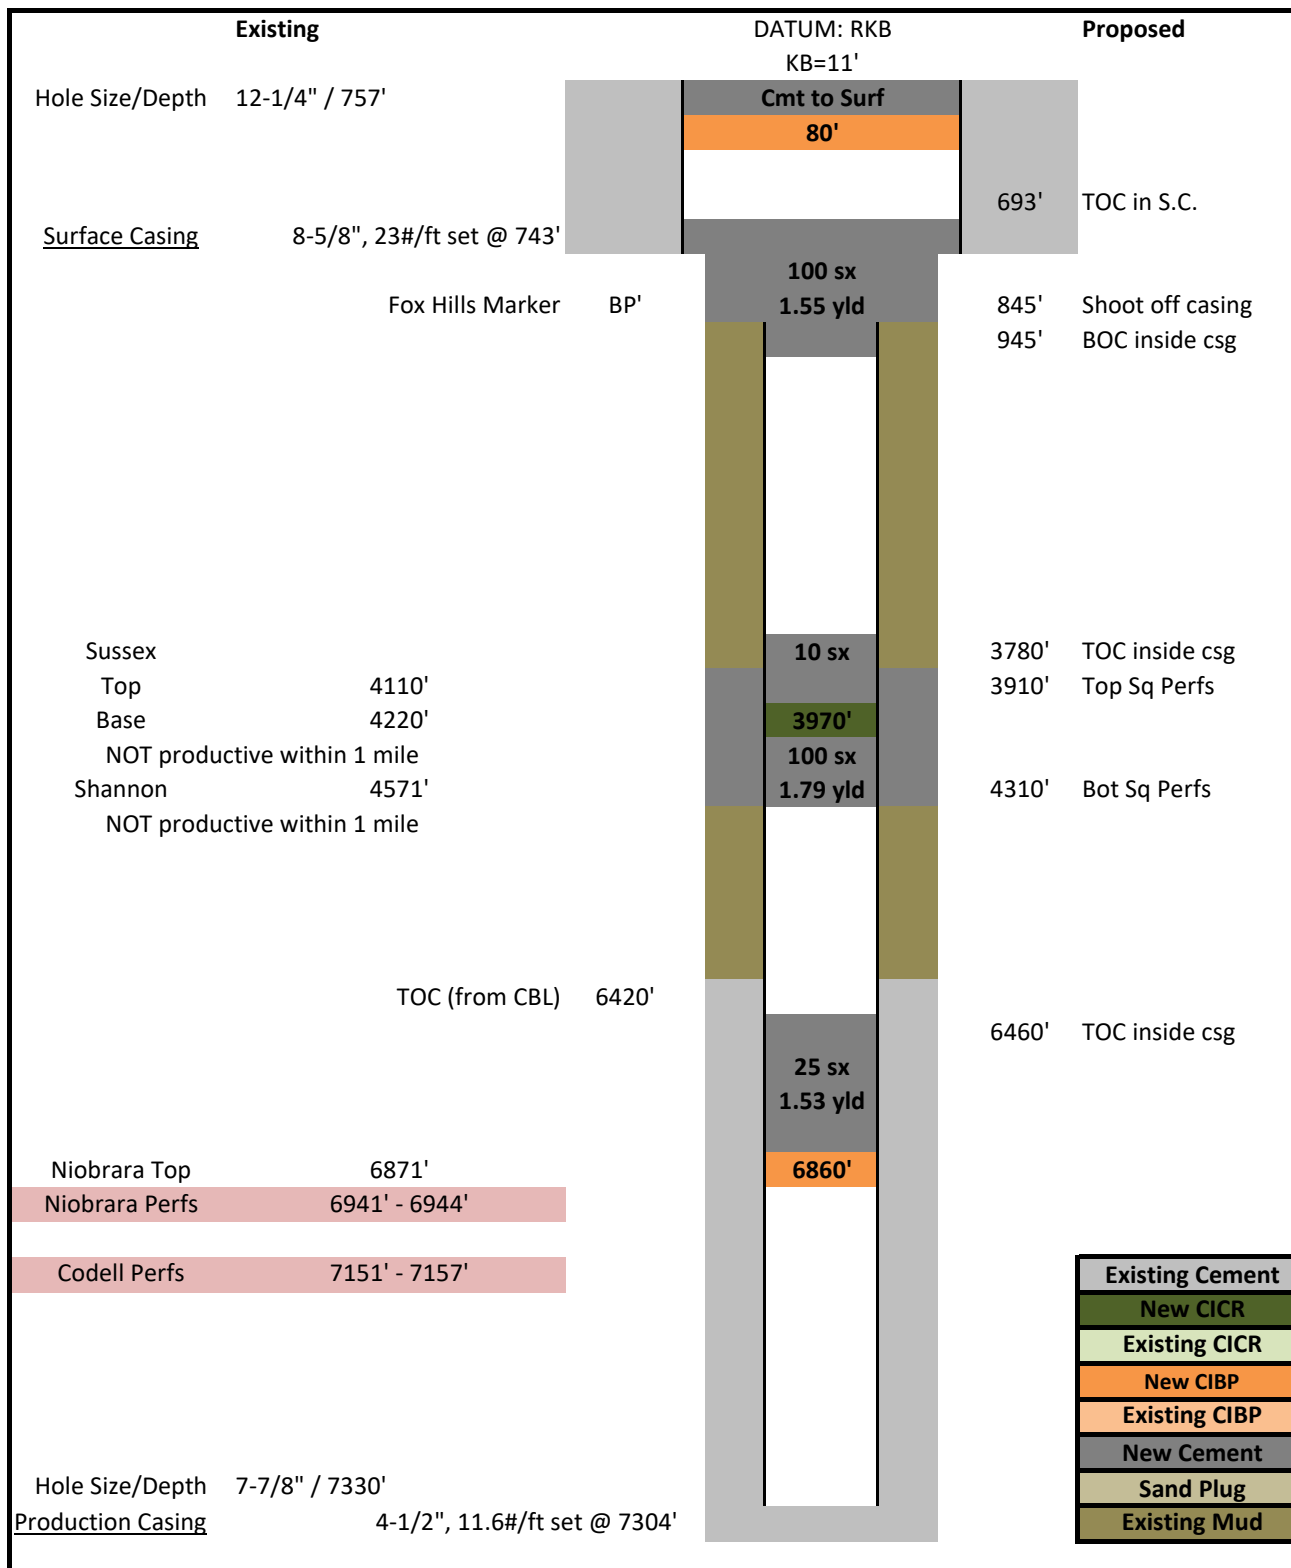 Existing DATUM: RKB Proposed
KB=11'
Hole Size/Depth 12-1/4" / 757' Cmt to Surf
80'
693' TOC in S.C.
Surface Casing 8-5/8", 23#/ft set @ 743'
100 sx
Fox Hills Marker BP' 1.55 yld 845' Shoot off casing
945' BOC inside csg
Sussex 10 sx 3780' TOC inside csg
Top 4110' 3910' Top Sq Perfs
Base 4220' 3970'
NOT productive within 1 mile 100 sx
Shannon 4571' 1.79 yld 4310' Bot Sq Perfs
NOT productive within 1 mile
TOC (from CBL) 6420'
6460' TOC inside csg
25 sx
1.53 yld
Niobrara Top 6871' 6860'
Niobrara Perfs 6941' - 6944'
Codell Perfs 7151' - 7157' Existing Cement
New CICR
Existing CICR
New CIBP
Existing CIBP
New Cement
Hole Size/Depth 7-7/8" / 7330' Sand Plug
Production Casing 4-1/2", 11.6#/ft set @ 7304' Existing Mud